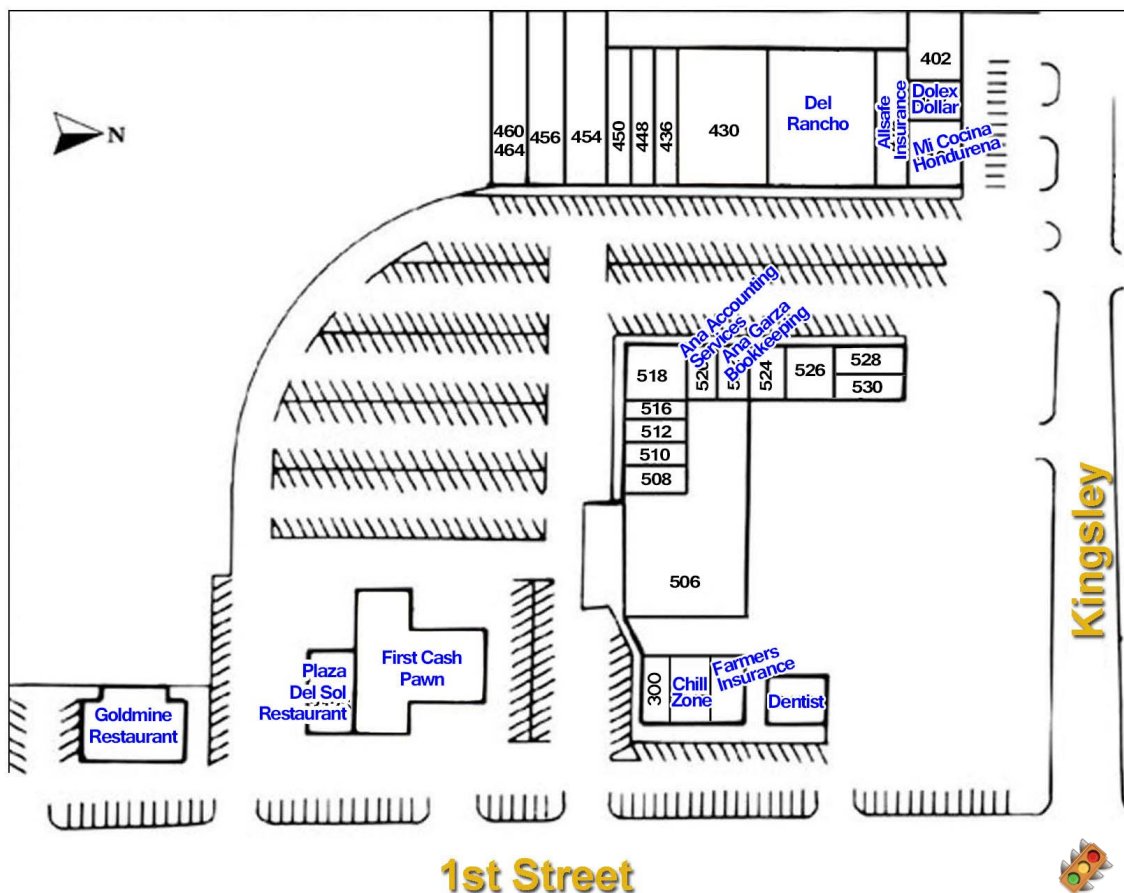 402
Dolex
Dollar
Del
Rancho
Allsafe
Insurance
Mi Cocina
Hondurena
N
460
464
456
454
450
448
436
430
Ana Accounting
Services
Ana Garza
Bookkeeping
518
524
526
528
530
516
512
510
508
506
Kingsley
First Cash
Pawn
Plaza
Del Sol
Restaurant
Goldmine
Restaurant
300
Chill
Zone
Farmers
Insurance
Dentist
1st Street